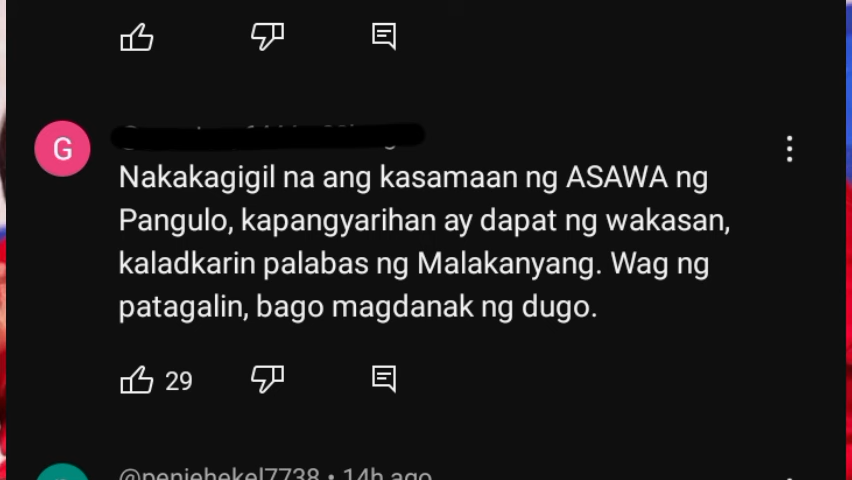 G
Nakakagigil na ang kasamaan ng ASAWA ng
Pangulo, kapangyarihan ay dapat ng wakasan,
kaladkarin palabas ng Malakanyang. Wag ng
patagalin, bago magdanak ng dugo.
29
@penjehekel7738 • 14h ago